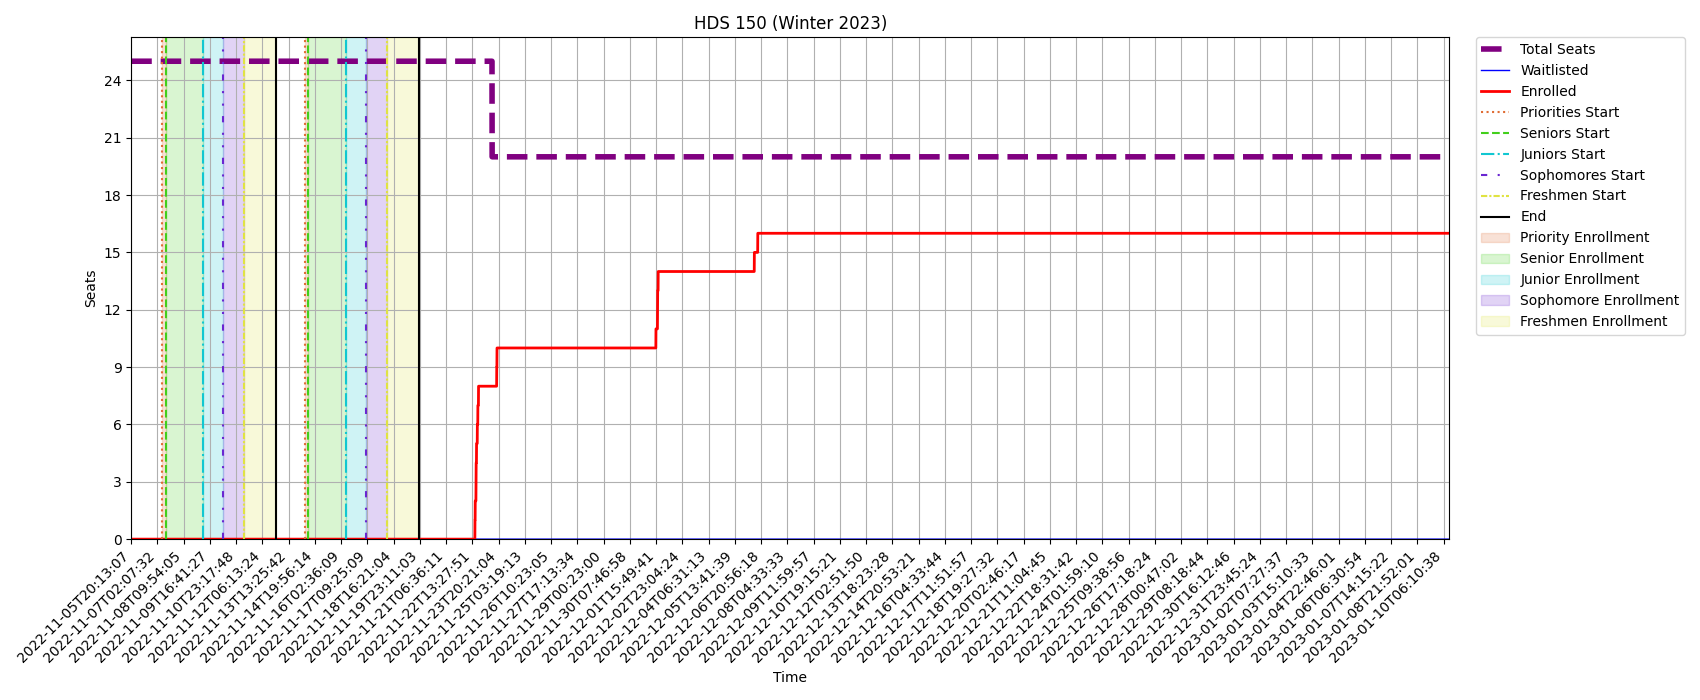 HDS 150 (Winter 2023)
Seats
24
21
18
15
12
9
6
3
0
2022-11-05T20:13:07
2022-11-07T02:07:32
2022-11-08T09:54:05
2022-11-09T16:41:27
2022-11-10T23:17:48
2022-11-12T06:13:24
2022-11-13T13:25:42
2022-11-14T19:56:14
2022-11-16T02:36:09
2022-11-17T09:25:09
2022-11-18T16:21:04
2022-11-19T23:11:03
2022-11-21T06:36:11
2022-11-22T13:27:51
2022-11-23T20:21:04
2022-11-25T03:19:13
2022-11-26T10:23:05
2022-11-27T17:13:34
2022-11-29T00:23:00
2022-11-30T07:46:58
2022-12-01T15:49:41
2022-12-02T23:04:24
2022-12-04T06:31:13
2022-12-05T13:41:39
2022-12-06T20:56:18
2022-12-08T04:33:33
2022-12-09T11:59:57
2022-12-10T19:15:21
2022-12-12T02:51:50
2022-12-13T18:23:28
2022-12-14T20:53:21
2022-12-16T04:33:44
2022-12-17T11:51:57
2022-12-18T19:27:32
2022-12-20T02:46:17
2022-12-21T11:04:45
2022-12-22T18:31:42
2022-12-24T01:59:10
2022-12-25T09:38:56
2022-12-26T17:18:24
2022-12-28T00:47:02
2022-12-29T08:18:44
2022-12-30T16:12:46
2022-12-31T23:45:24
2023-01-02T07:27:37
2023-01-03T15:10:33
2023-01-04T22:46:01
2023-01-06T06:30:54
2023-01-07T14:15:22
2023-01-08T21:52:01
2023-01-10T06:10:38
Time
Total Seats
Waitlisted
Enrolled
Priorities Start
Seniors Start
Juniors Start
Sophomores Start
Freshmen Start
End
Priority Enrollment
Senior Enrollment
Junior Enrollment
Sophomore Enrollment
Freshmen Enrollment